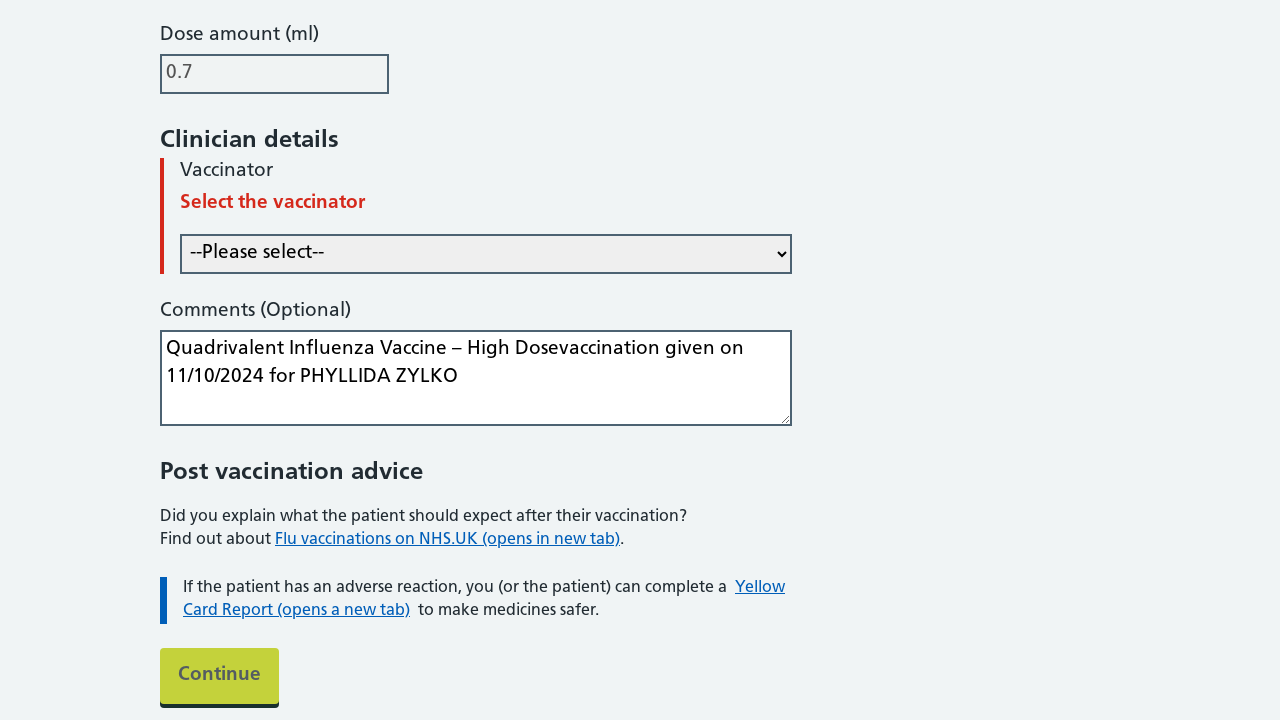 Dose amount (ml)
0.7
Clinician details
Vaccinator
Select the vaccinator
--Please select--
Comments (Optional)
Quadrivalent Influenza Vaccine – High Dosevaccination given on
11/10/2024 for PHYLLIDA ZYLKO
Post vaccination advice
Did you explain what the patient should expect after their vaccination?
Find out about Flu vaccinations on NHS.UK (opens in new tab).
If the patient has an adverse reaction, you (or the patient) can complete a Yellow
Card Report (opens a new tab) to make medicines safer.
Continue